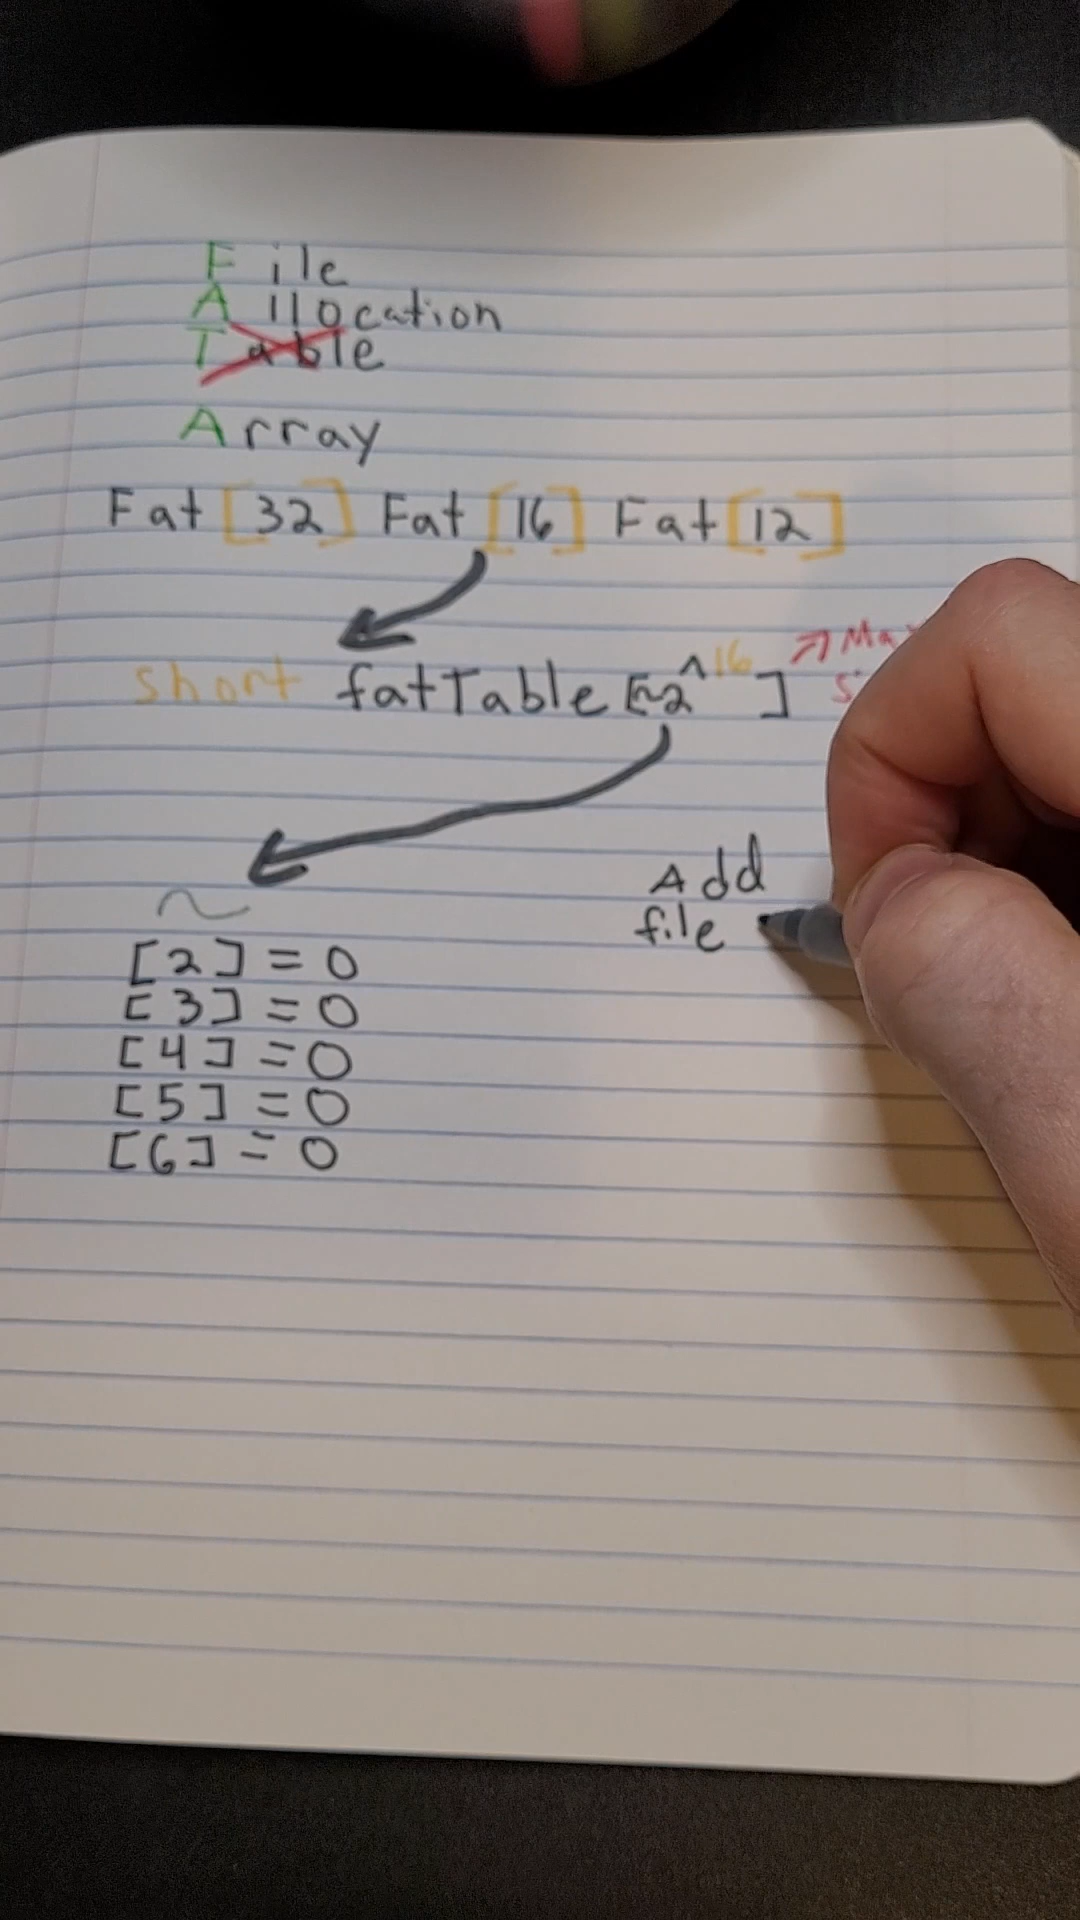 File
Allocation
Table
Array
Fat [32] Fat [16] Fat [12]
short fatTable [~2^16 ]
~
[2] = 0
[3] = 0
[4] = 0
[5] = 0
[6] = 0
Add
file